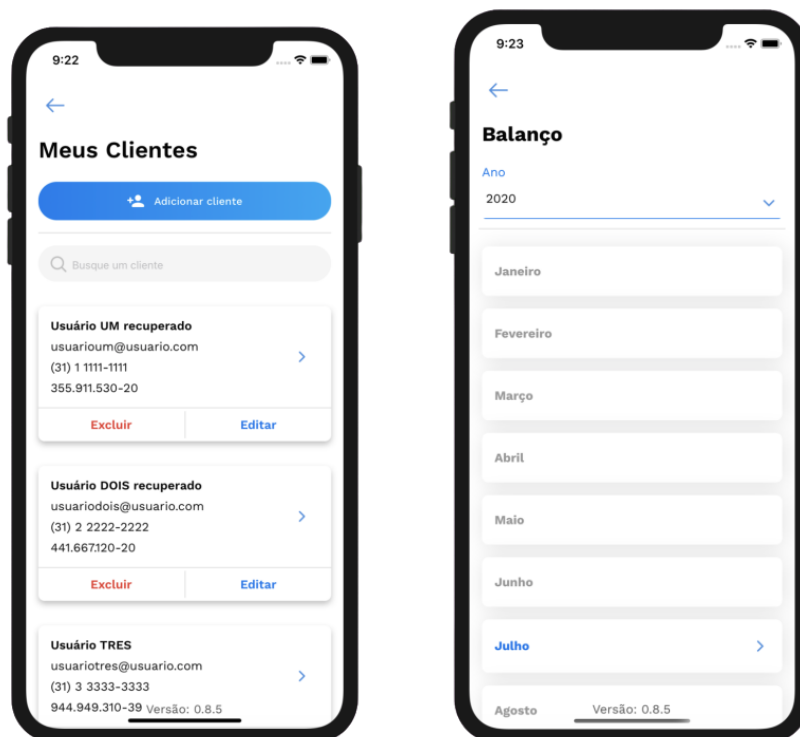 9:22
Meus Clientes
Adicionar cliente
Busque um cliente
Usuário UM recuperado
usuarioum@usuario.com
(31) 1 1111-1111
355.911.530-20
Excluir Editar
Usuário DOIS recuperado
usuariodois@usuario.com
(31) 2 2222-2222
441.667.120-20
Excluir Editar
Usuário TRES
usuariotres@usuario.com
(31) 3 3333-3333
944.949.310-39
Versão: 0.8.5
9:23
Balanço
Ano
2020
Janeiro
Fevereiro
Março
Abril
Maio
Junho
Julho
Agosto
Versão: 0.8.5